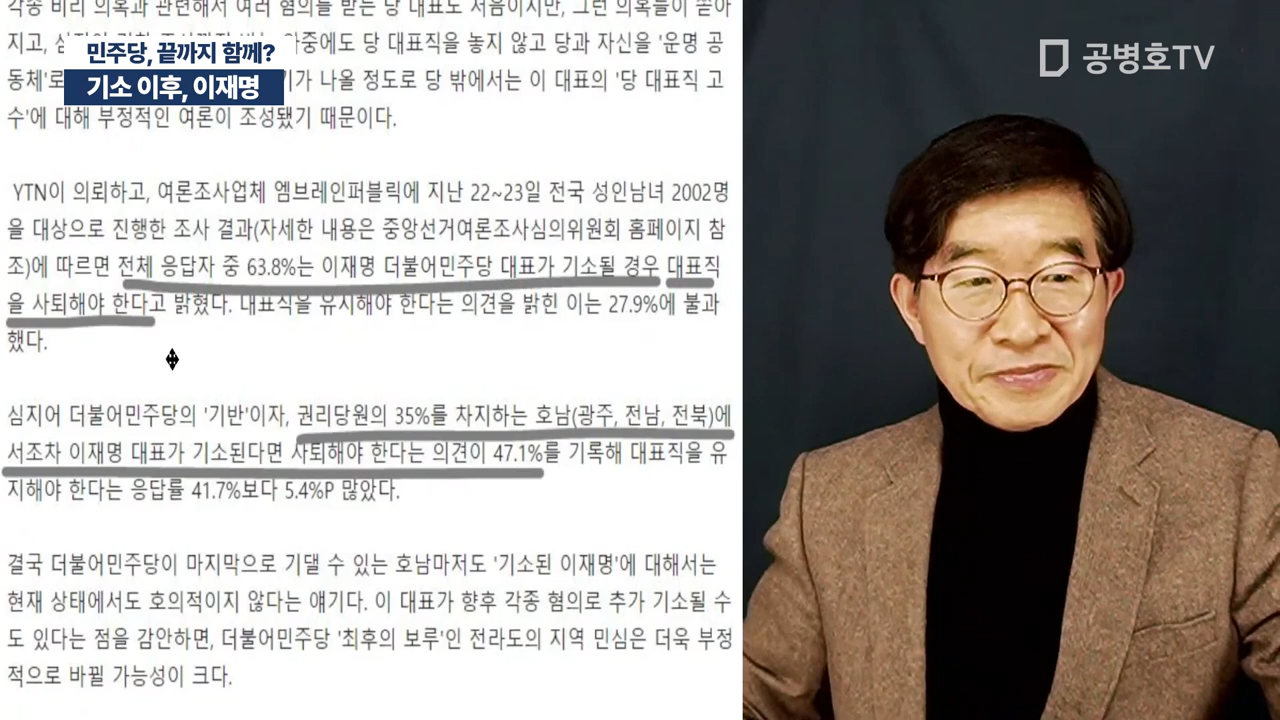 각종 비리 의혹과 관련해서 여러 혐의를 받는 당 대표도 처음이지만, 그런 의혹들이 쏟아
지고, 와중에도 당 대표직을 놓지 않고 당과 자신을 '운명 공
민주당, 끝까지 함께?
동체'로 기가 나올 정도로 당 밖에서는 이 대표의 '당 대표직 고
기소 이후, 이재명
수'에 대해 부정적인 여론이 조성됐기 때문이다.
YTN이 의뢰하고, 여론조사업체 엠브레인퍼블릭에 지난 22~23일 전국 성인남녀 2002명
을 대상으로 진행한 조사 결과(자세한 내용은 중앙선거여론조사심의위원회 홈페이지 참
조)에 따르면 전체 응답자 중 63.8%는 이재명 더불어민주당 대표가 기소될 경우 대표직
을 사퇴해야 한다고 밝혔다. 대표직을 유지해야 한다는 의견을 밝힌 이는 27.9%에 불과
했다.
심지어 더불어민주당의 '기반'이자, 권리당원의 35%를 차지하는 호남(광주, 전남, 전북)에
서조차 이재명 대표가 기소된다면 사퇴해야 한다는 의견이 47.1%를 기록해 대표직을 유
지해야 한다는 응답률 41.7%보다 5.4%P 많았다.
결국 더불어민주당이 마지막으로 기댈 수 있는 호남마저도 '기소된 이재명'에 대해서는
현재 상태에서도 호의적이지 않다는 얘기다. 이 대표가 향후 각종 혐의로 추가 기소될 수
도 있다는 점을 감안하면, 더불어민주당 '최후의 보루'인 전라도의 지역 민심은 더욱 부정
적으로 바뀔 가능성이 크다.
공병호TV